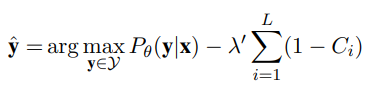 ŷ = arg max_{y∈𝒴} P_θ(y|x) − λ′ ∑_{i=1}^{L} (1 − C_i)